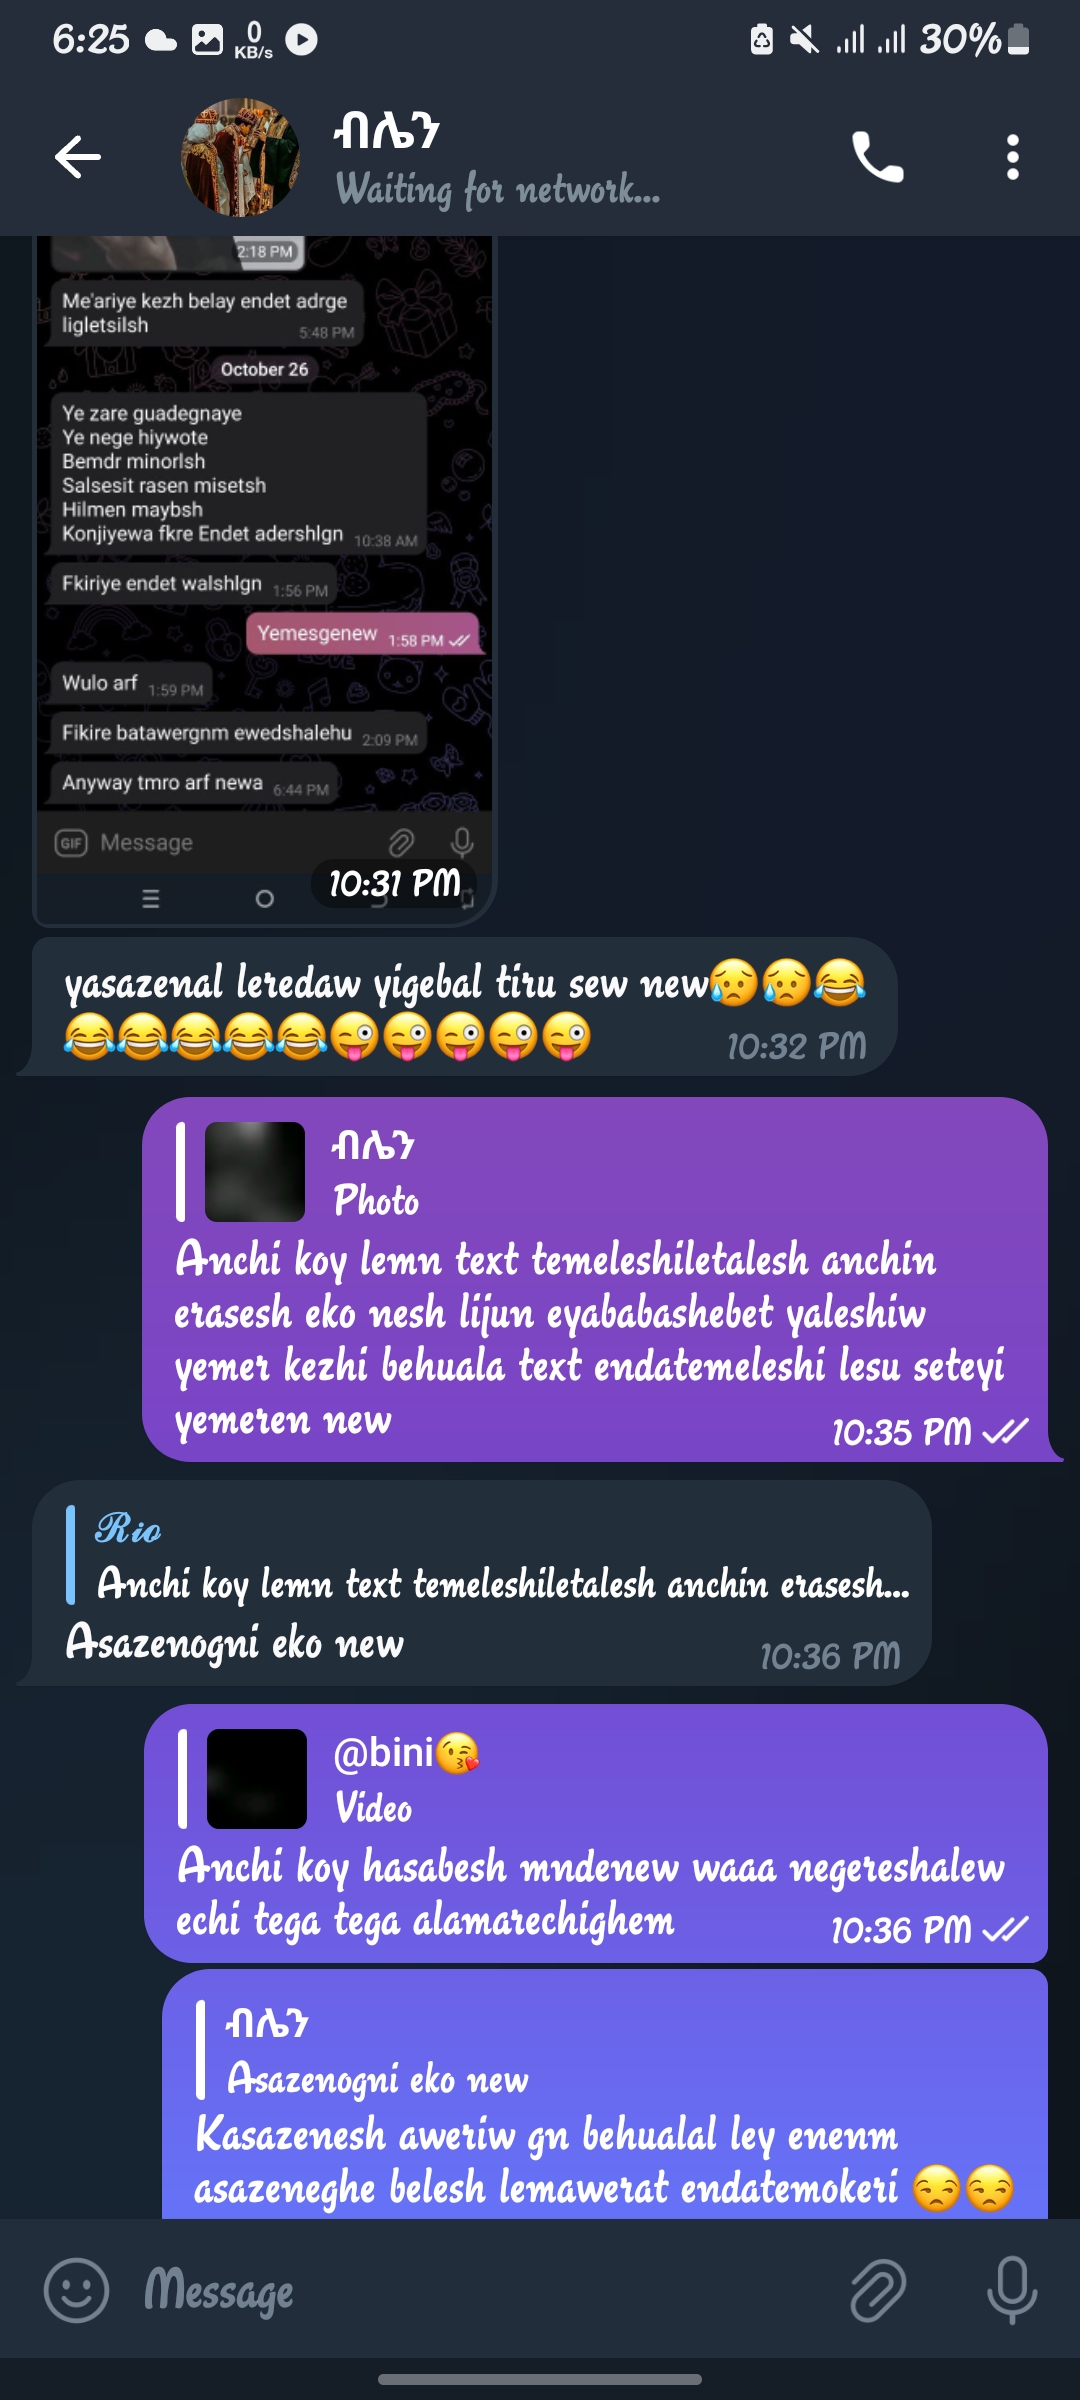 6:25
0
KB/s
30%
ብሌን
Waiting for network...
2:18 PM
Me'ariye kezh belay endet adrge
ligletsilsh
5:48 PM
October 26
Ye zare guadegnaye
Ye nege hiywote
Bemdr minorlsh
Salsesit rasen misetsh
Hilmen maybsh
Konjiyewa fkre Endet adershlgn 10:38 AM
Fkiriye endet walshlgn 1:56 PM
Yemesgenew 1:58 PM
Wulo arf 1:59 PM
Fikire batawergnm ewedshalehu 2:09 PM
Anyway tmro arf newa 6:44 PM
GIF Message
10:31 PM
yasazenal leredaw yigebal tiru sew new😥😥😂
😂😂😂😂😂😜😜😜😜😜 10:32 PM
ብሌን
Photo
Anchi koy lemn text temeleshiletalesh anchin
erasesh eko nesh lijun eyababashebet yaleshiw
yemer kezhi behuala text endatemeleshi lesu seteyi
yemeren new
10:35 PM
Rio
Anchi koy lemn text temeleshiletalesh anchin erasesh...
Asazenogni eko new
10:36 PM
@bini😘
Video
Anchi koy hasabesh mndenew waaa negereshalew
echi tega tega alamarechighem
10:36 PM
ብሌን
Asazenogni eko new
Kasazenesh aweriw gn behualal ley enenm
asazeneghe belesh lemawerat endatemokeri 😒😒
Message